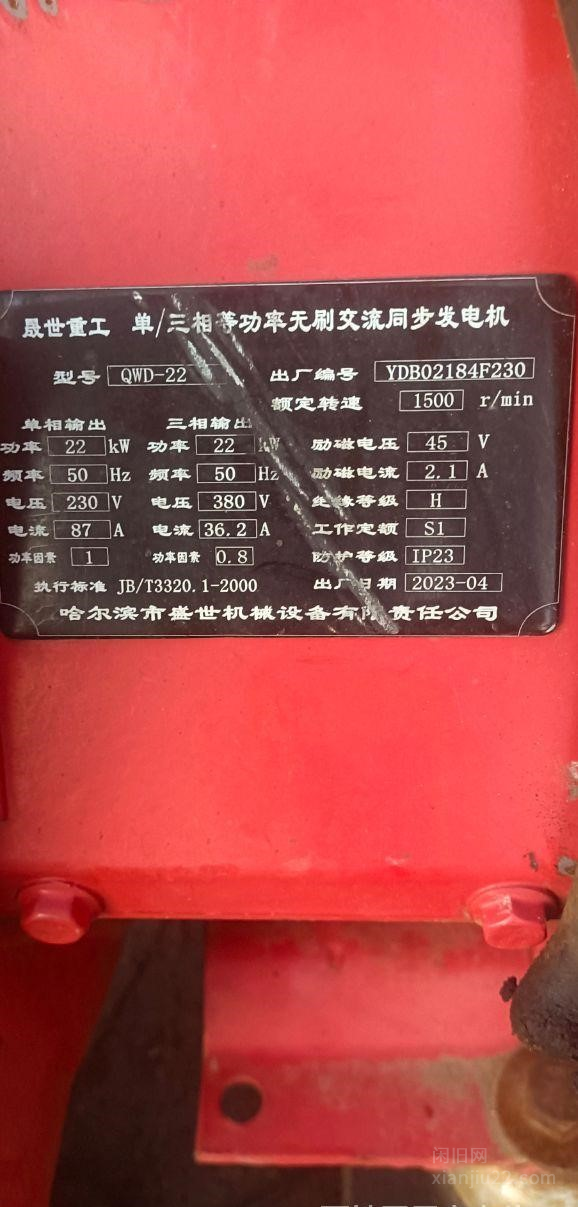 晟世重工 单/三相等功率无刷交流同步发电机
型号 QWD-22 出厂编号 YDB02184F230
额定转速 1500 r/min
单相输出 三相输出
功率 22 kW 功率 22 kW 励磁电压 45 V
频率 50 Hz 频率 50 Hz 励磁电流 2.1 A
电压 230 V 电压 380 V 绝缘等级 H
电流 87 A 电流 36.2 A 工作定额 S1
功率因素 1 功率因素 0.8 防护等级 IP23
执行标准 JB/T3320.1-2000 出厂日期 2023-04
哈尔滨市盛世机械设备有限责任公司
闲旧网